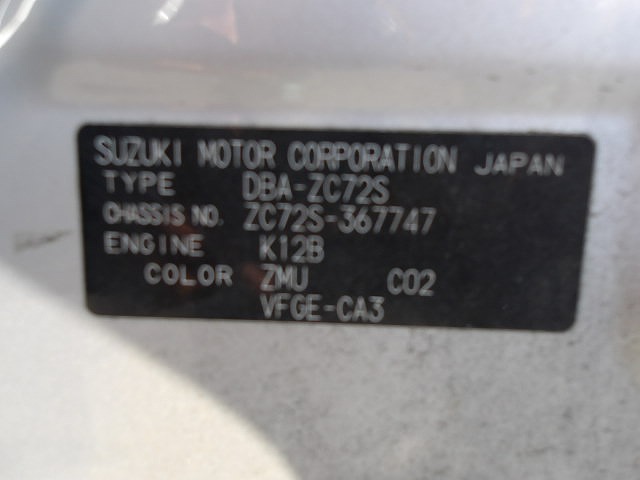 SUZUKI MOTOR CORPORATION JAPAN
TYPE DBA-ZC72S
CHASSIS NO. ZC72S-367747
ENGINE K12B
COLOR ZMU C02
VFGE-CA3